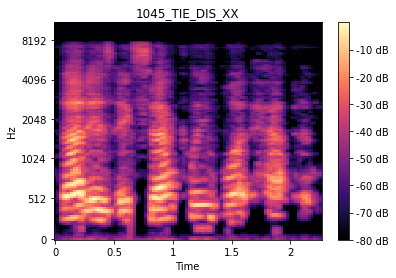 1045_TIE_DIS_XX
8192
4096
2048
1024
512
0
Hz
0
0.5
1
1.5
2
Time
-10 dB
-20 dB
-30 dB
-40 dB
-50 dB
-60 dB
-70 dB
-80 dB